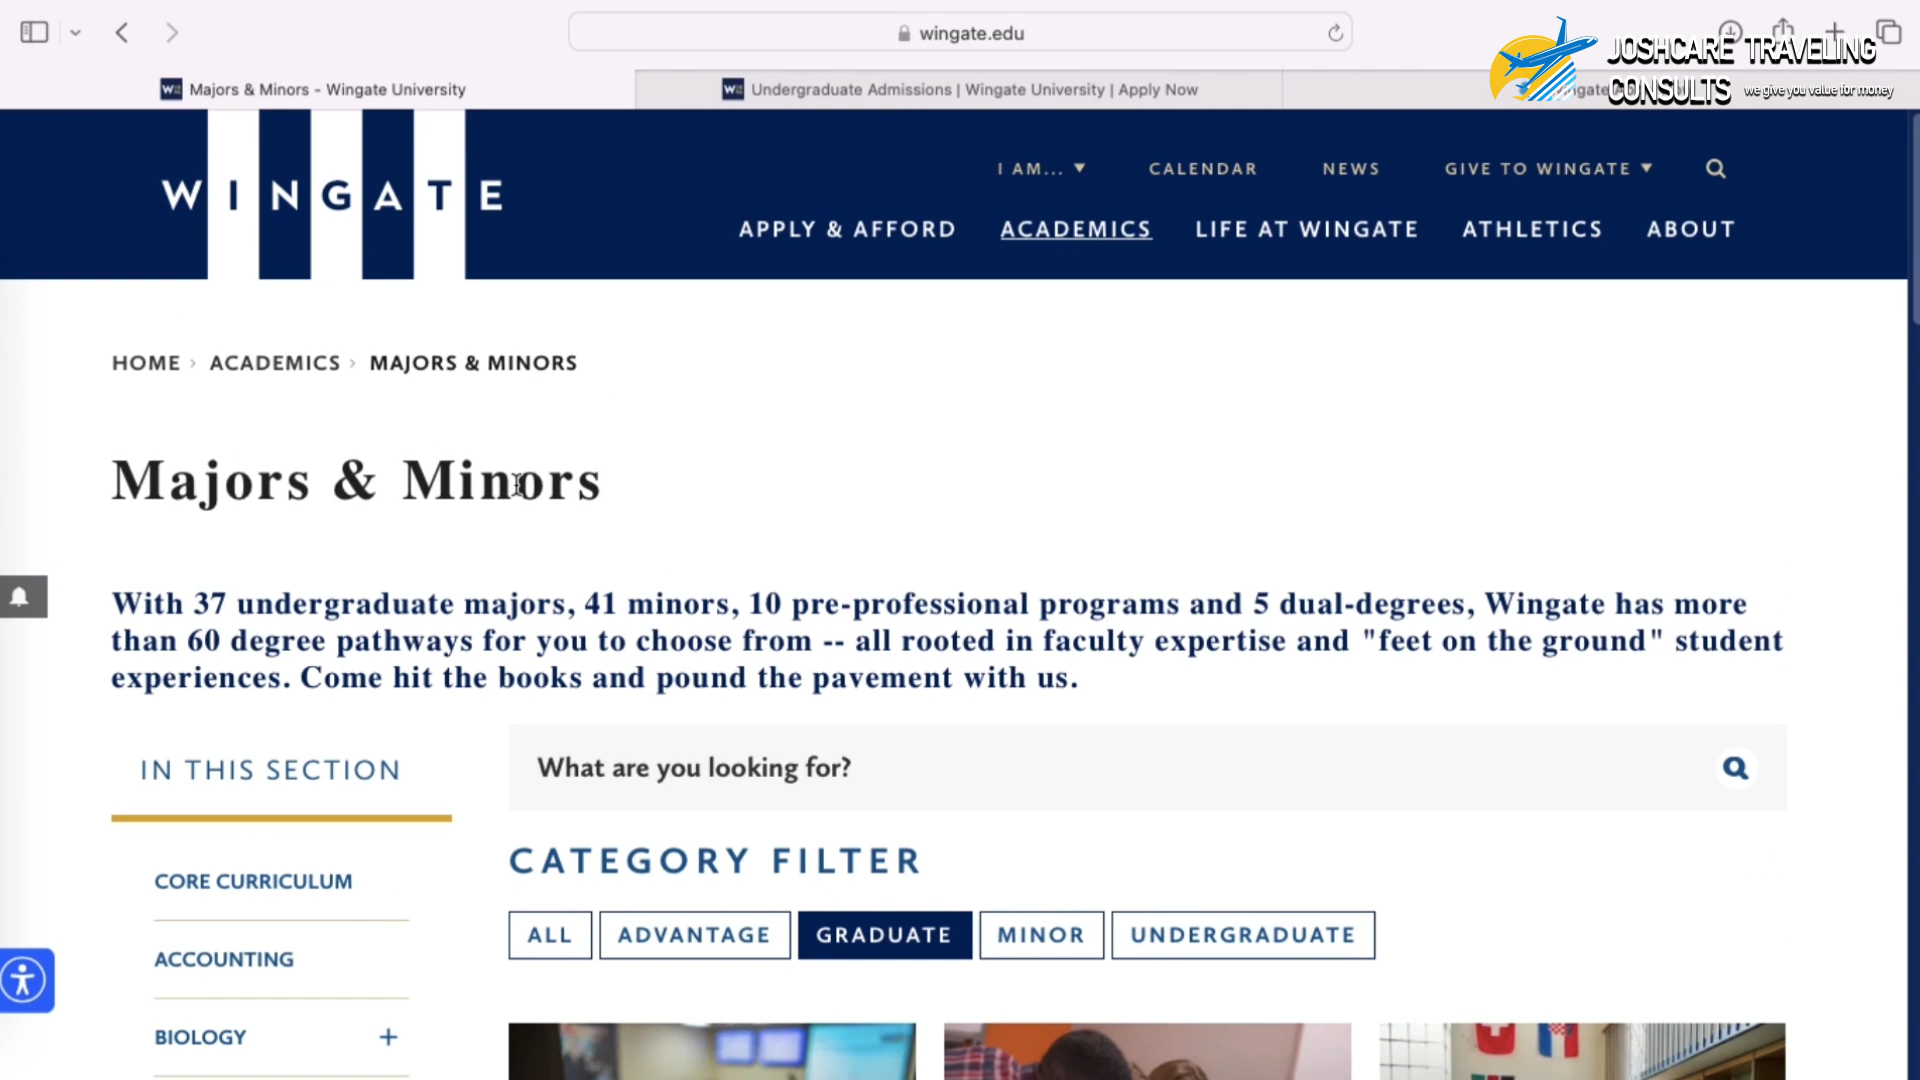 wingate.edu
JOSHCARE TRAVELING
CONSULTS we give you value for money
Majors & Minors – Wingate University
Undergraduate Admissions | Wingate University | Apply Now
WINGATE
I AM...
CALENDAR
NEWS
GIVE TO WINGATE
APPLY & AFFORD
ACADEMICS
LIFE AT WINGATE
ATHLETICS
ABOUT
HOME › ACADEMICS › MAJORS & MINORS
Majors & Minors
With 37 undergraduate majors, 41 minors, 10 pre-professional programs and 5 dual-degrees, Wingate has more
than 60 degree pathways for you to choose from -- all rooted in faculty expertise and "feet on the ground" student
experiences. Come hit the books and pound the pavement with us.
IN THIS SECTION
CORE CURRICULUM
ACCOUNTING
BIOLOGY +
What are you looking for?
CATEGORY FILTER
ALL
ADVANTAGE
GRADUATE
MINOR
UNDERGRADUATE